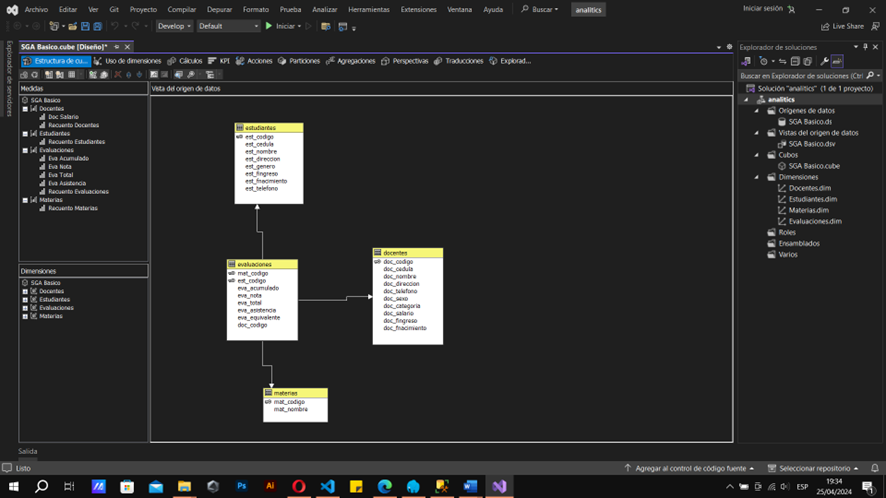 Archivo Editar Ver Git Proyecto Compilar Depurar Formato Prueba Analizar Herramientas Extensiones Ventana Ayuda Buscar analitics Iniciar sesión
Develop Default Iniciar Live Share
SGA Basico.cube [Diseño]*
Explorador de soluciones
Explorador de servidores
Estructura de cu... Uso de dimensiones Cálculos KPI Acciones Particiones Agregaciones Perspectivas Traducciones Explorad...
Buscar en Explorador de soluciones (Ctrl
Medidas
SGA Basico
Docentes
Doc Salario
Recuento Docentes
Estudiantes
Recuento Estudiantes
Evaluaciones
Eva Acumulado
Eva Nota
Eva Total
Eva Asistencia
Recuento Evaluaciones
Materias
Recuento Materias
Dimensiones
SGA Basico
Docentes
Estudiantes
Evaluaciones
Materias
Vista del origen de datos
estudiantes
est_codigo
est_cedula
est_nombre
est_direccion
est_genero
est_fingreso
est_fnacimiento
est_telefono
evaluaciones
mat_codigo
est_codigo
eva_acumulado
eva_nota
eva_total
eva_asistencia
eva_equivalente
doc_codigo
docentes
doc_codigo
doc_cedula
doc_nombre
doc_direccion
doc_telefono
doc_sexo
doc_categoria
doc_salario
doc_fingreso
doc_fnacimiento
materias
mat_codigo
mat_nombre
Solución "analitics" (1 de 1 proyecto)
analitics
Orígenes de datos
SGA Basico.ds
Vistas del origen de datos
SGA Basico.dsv
Cubos
SGA Basico.cube
Dimensiones
Docentes.dim
Estudiantes.dim
Materias.dim
Evaluaciones.dim
Roles
Ensamblados
Varios
Salida
Listo Agregar al control de código fuente Seleccionar repositorio
Ps Ai ESP 19:34
25/04/2024